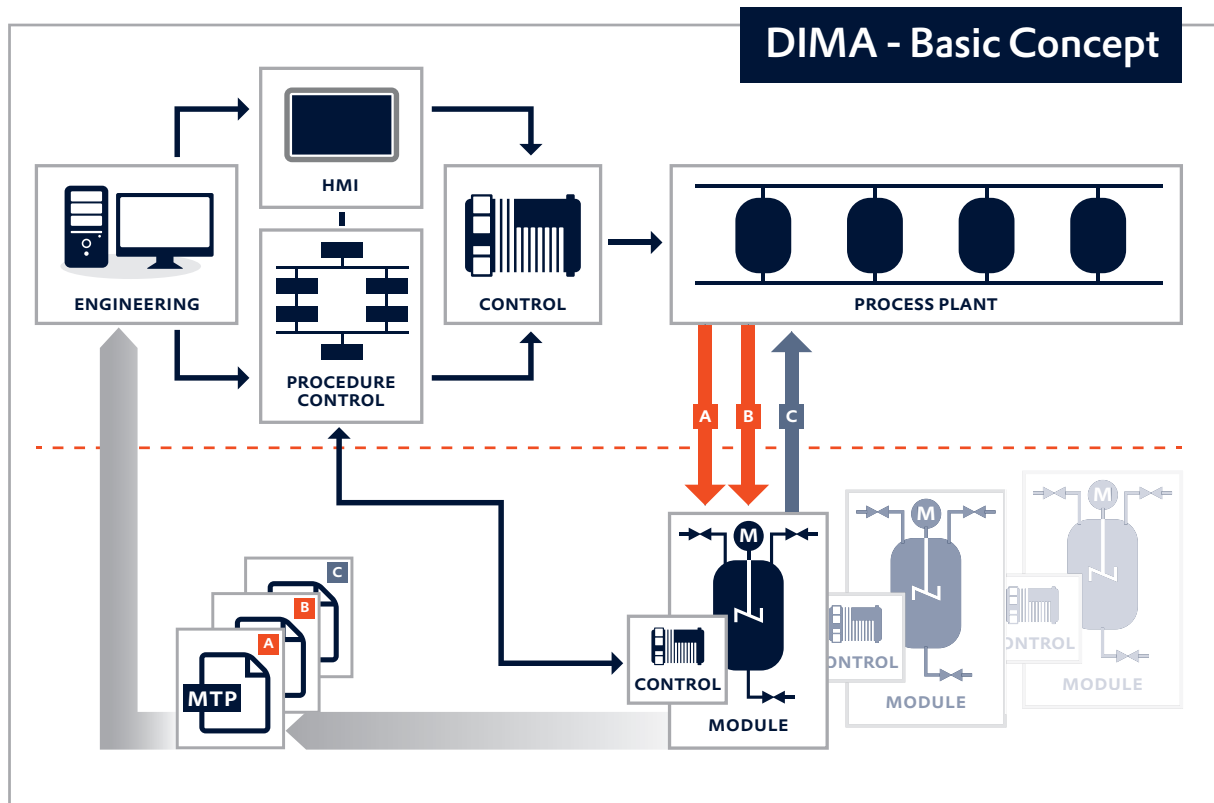 DIMA - Basic Concept
HMI
ENGINEERING
PROCEDURE
CONTROL
CONTROL
PROCESS PLANT
A
B
C
C
B
A
MTP
M
CONTROL
MODULE
M
ONTROL
MODULE
M
ONTROL
MODULE